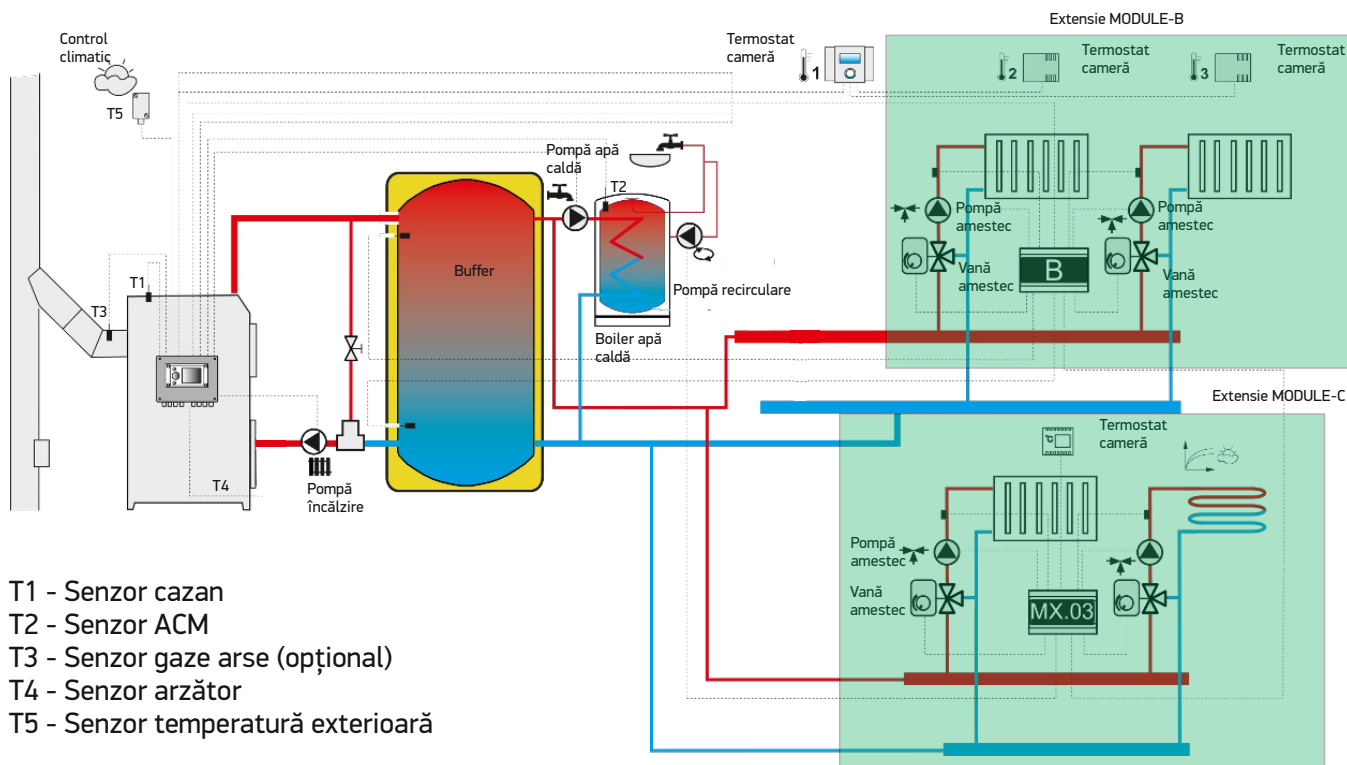 Extensie MODULE-B
Control
climatic
T5
Termostat
cameră
1
2
Termostat
cameră
3
Termostat
cameră
Pompă apă
caldă
T2
Pompă
amestec
Pompă
amestec
Buffer
B
Vană
amestec
Vană
amestec
T1
T3
Pompă recirculare
Boiler apă
caldă
Extensie MODULE-C
°C
Termostat
cameră
T4
Pompă
încălzire
Pompă
amestec
Vană
amestec
MX.03
T1 - Senzor cazan
T2 - Senzor ACM
T3 - Senzor gaze arse (opțional)
T4 - Senzor arzător
T5 - Senzor temperatură exterioară